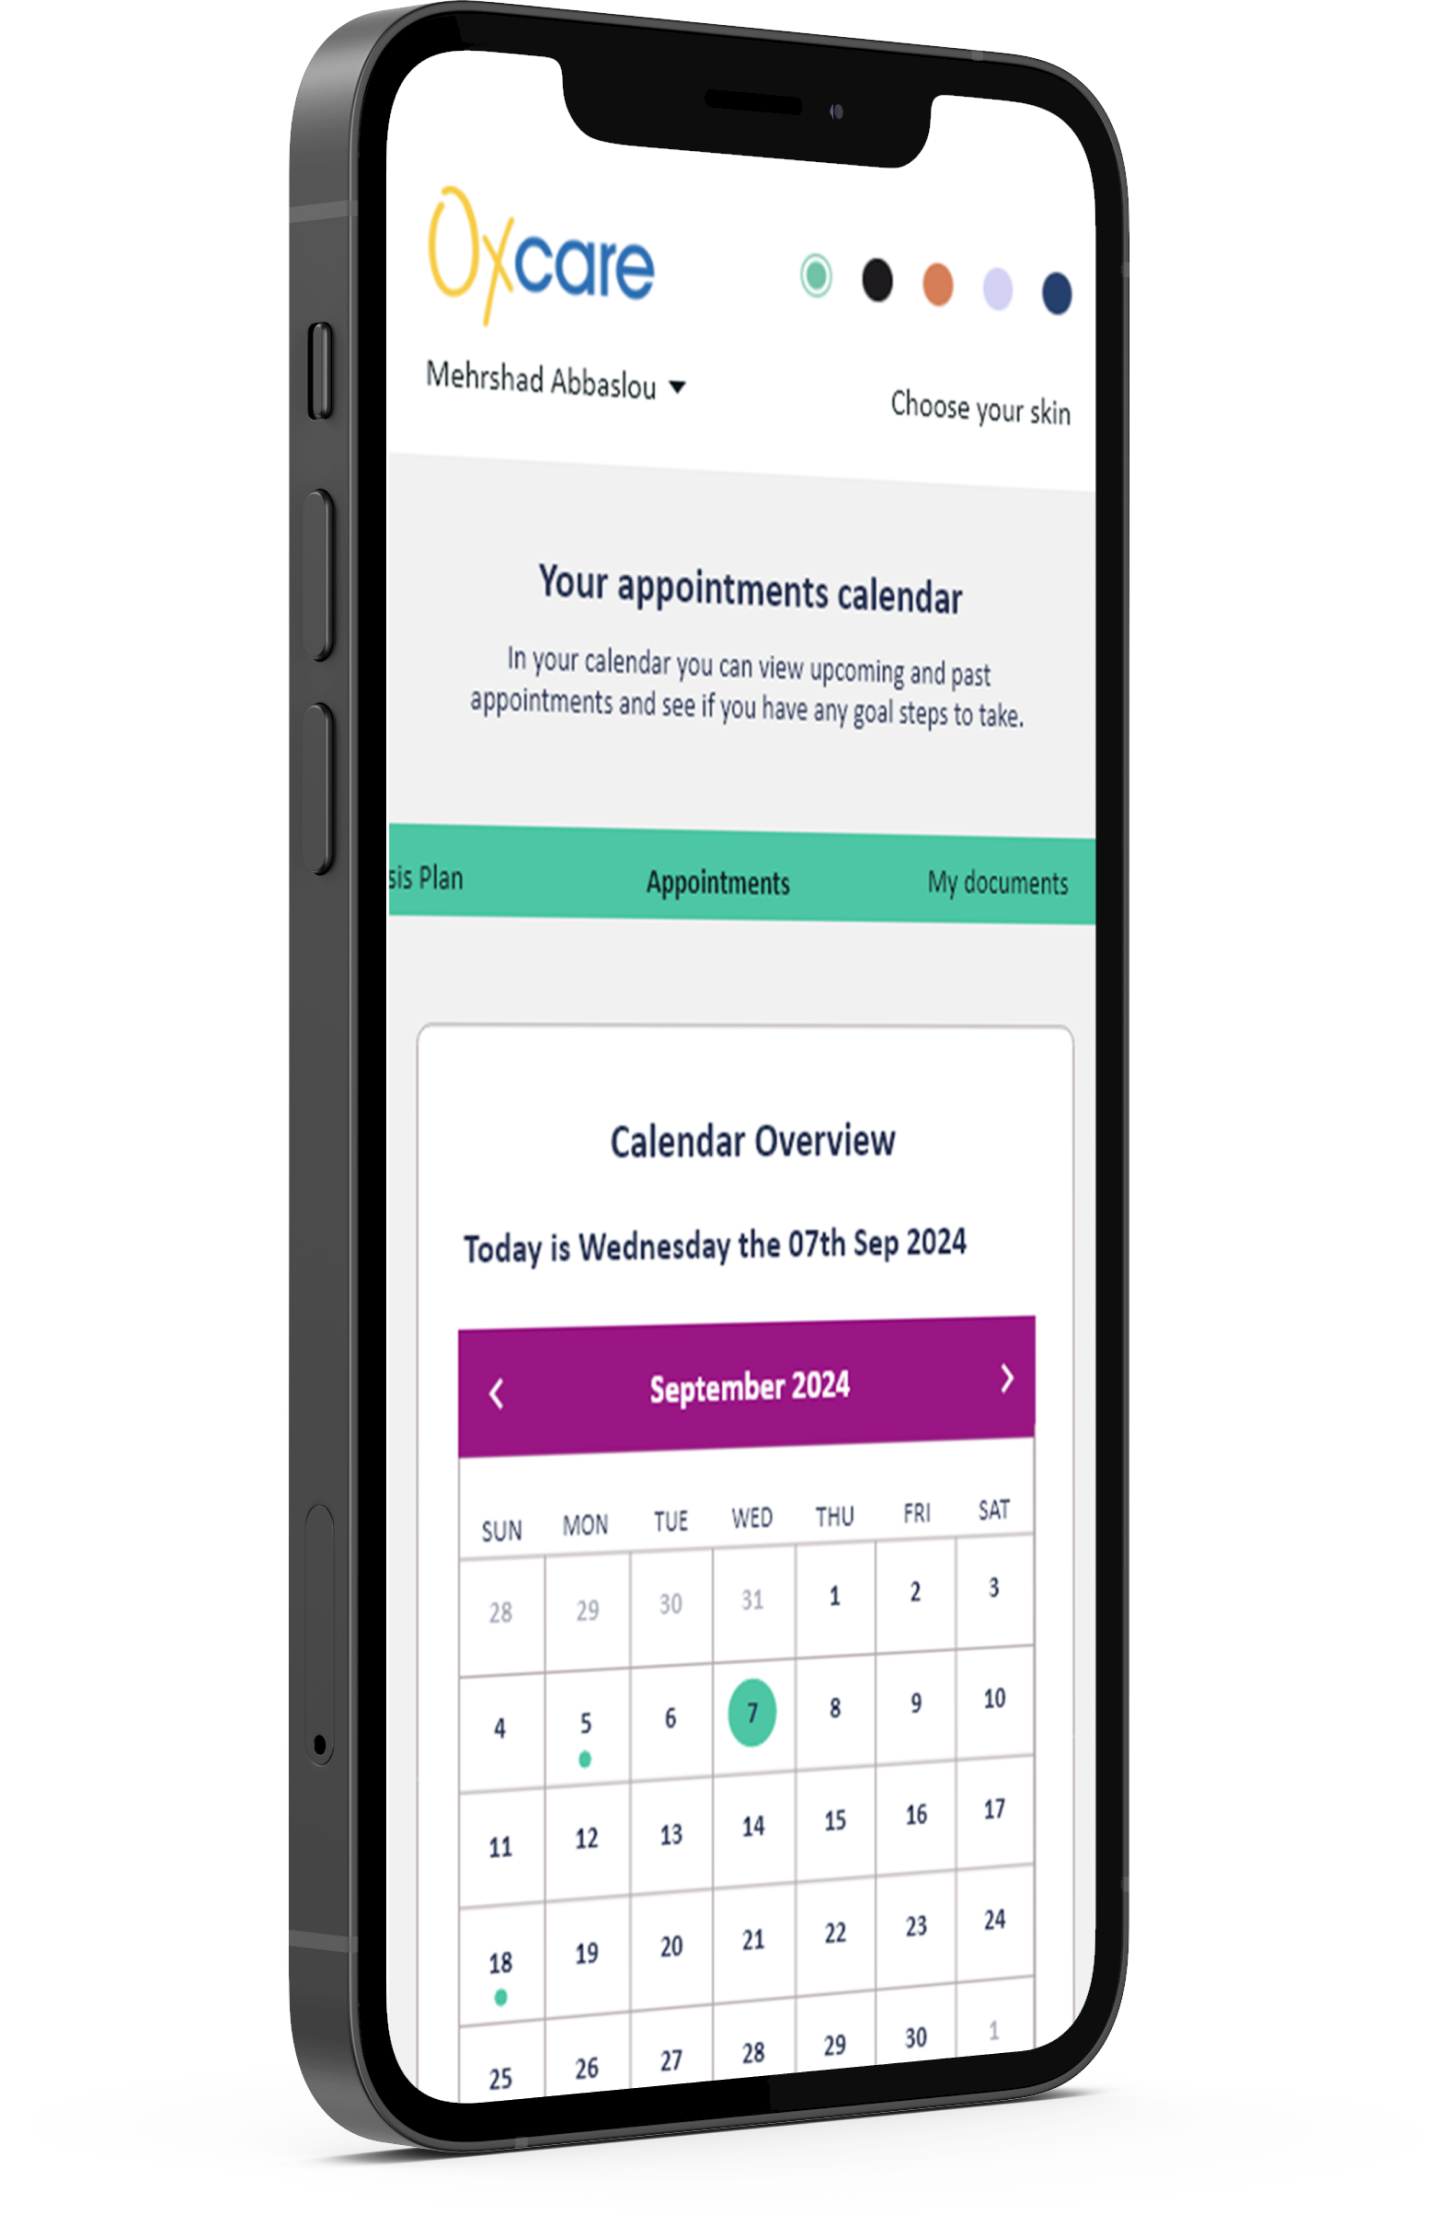 Oxcare
Mehrshad Abbaslou
Choose your skin
Your appointments calendar
In your calendar you can view upcoming and past
appointments and see if you have any goal steps to take.
sis Plan Appointments My documents
Calendar Overview
Today is Wednesday the 07th Sep 2024
September 2024
SUN MON TUE WED THU FRI SAT
28 29 30 31 1 2 3
4 5 6 7 8 9 10
11 12 13 14 15 16 17
18 19 20 21 22 23 24
25 26 27 28 29 30 1